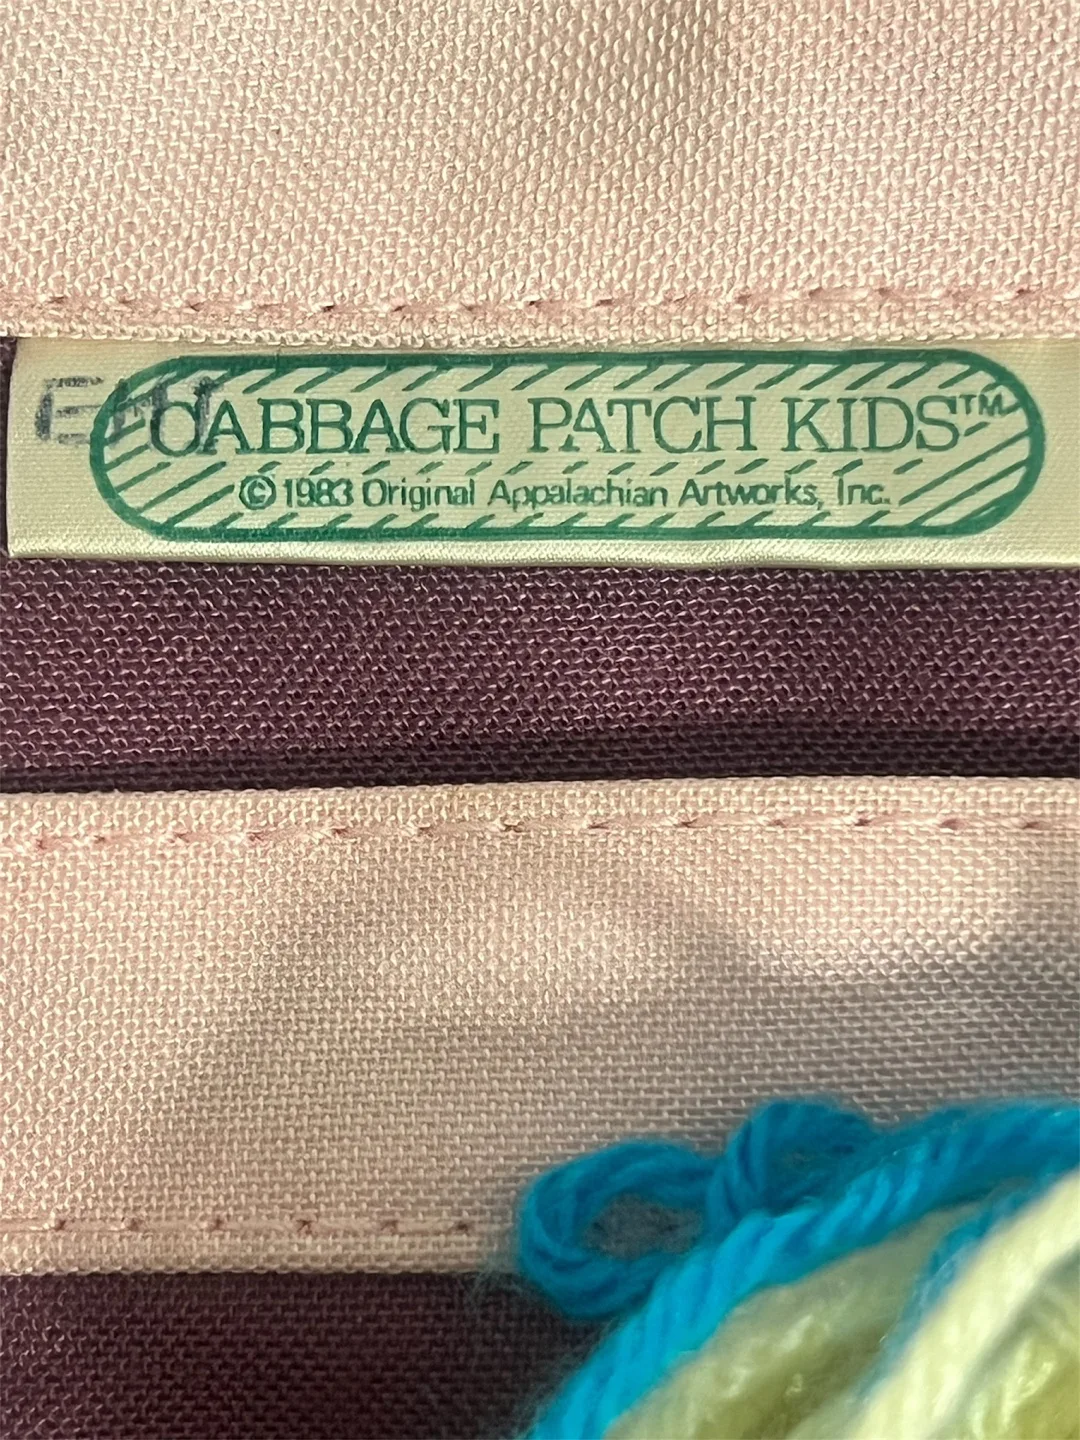 CABBAGE PATCH KIDS™
© 1983 Original Appalachian Artworks, Inc.